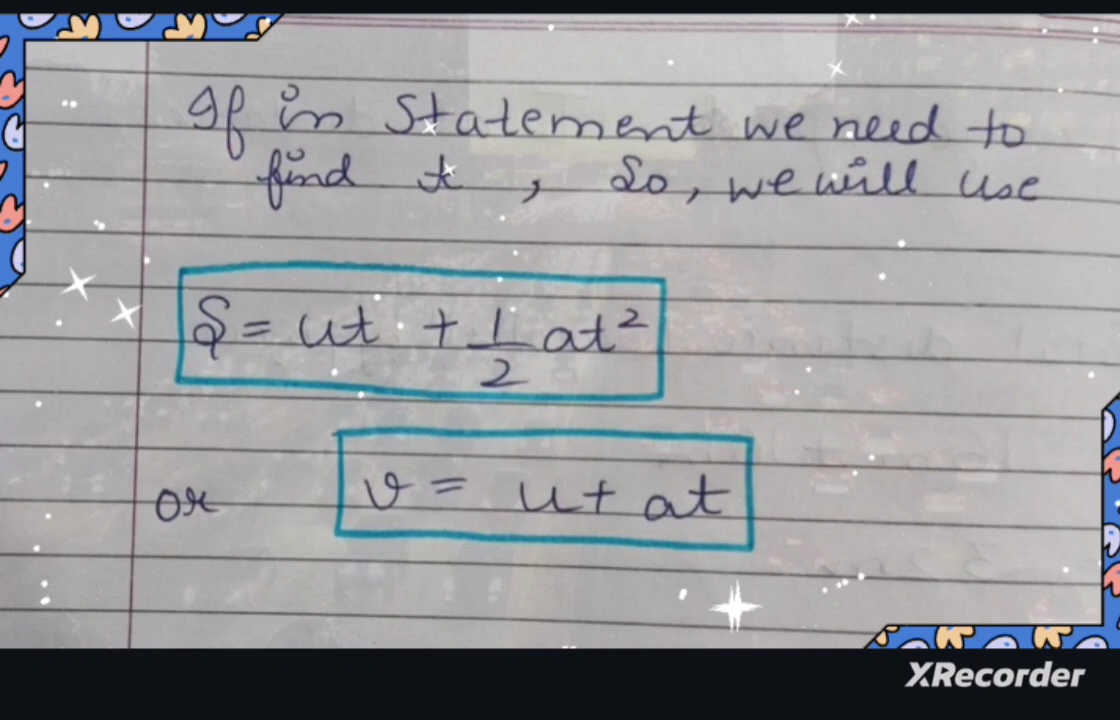 If in Statement we need to
find t , So, we will use
S = ut + 1/2 at²
or v = u + at
XRecorder